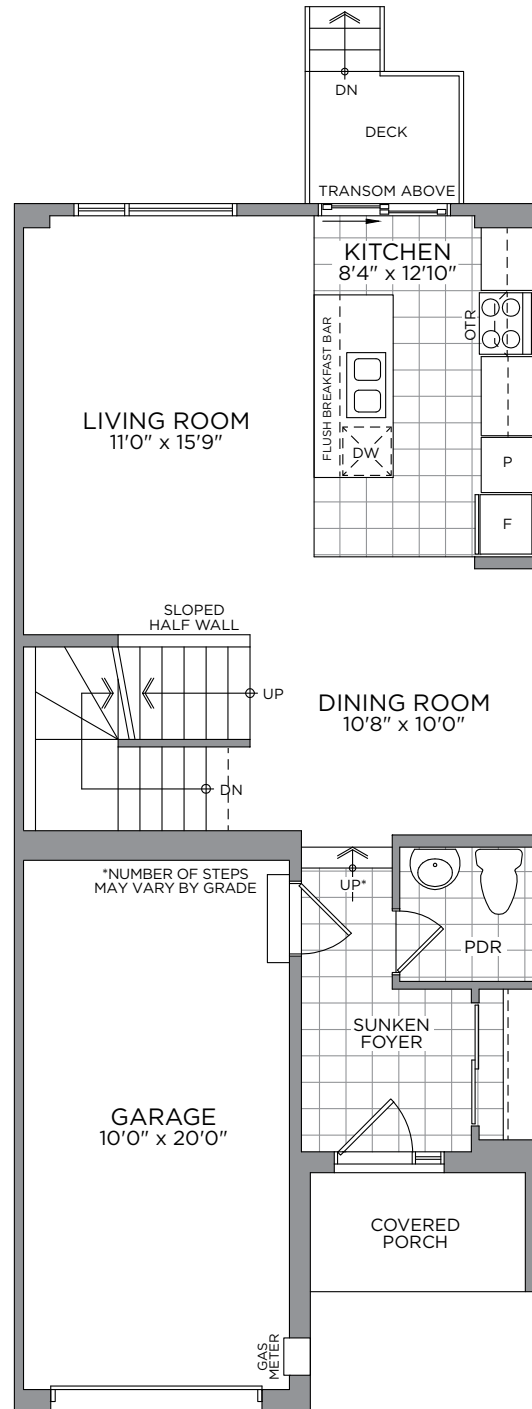 DN
DECK
TRANSOM ABOVE
KITCHEN
8'4" x 12'10"
OTR
FLUSH BREAKFAST BAR
LIVING ROOM
11'0" x 15'9"
DW
P
F
SLOPED
HALF WALL
UP
DINING ROOM
10'8" x 10'0"
DN
*NUMBER OF STEPS
MAY VARY BY GRADE
UP*
PDR
SUNKEN
FOYER
GARAGE
10'0" x 20'0"
COVERED
PORCH
GAS
METER